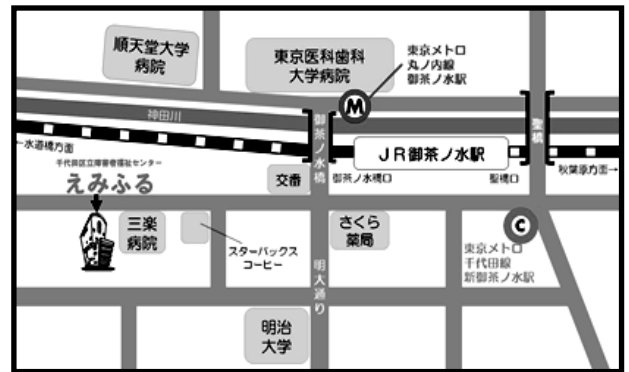 順天堂大学
病院
東京医科歯科
大学病院
東京メトロ
丸ノ内線
御茶ノ水駅
M
神田川
御茶ノ水橋
聖橋
←水道橋方面
JR御茶ノ水駅
千代田区立障害者福祉センター
えみふる
交番
御茶ノ水橋口
聖橋口
秋葉原方面→
三楽
病院
スターバックス
コーヒー
さくら
薬局
C
東京メトロ
千代田線
新御茶ノ水駅
明大通り
明治
大学